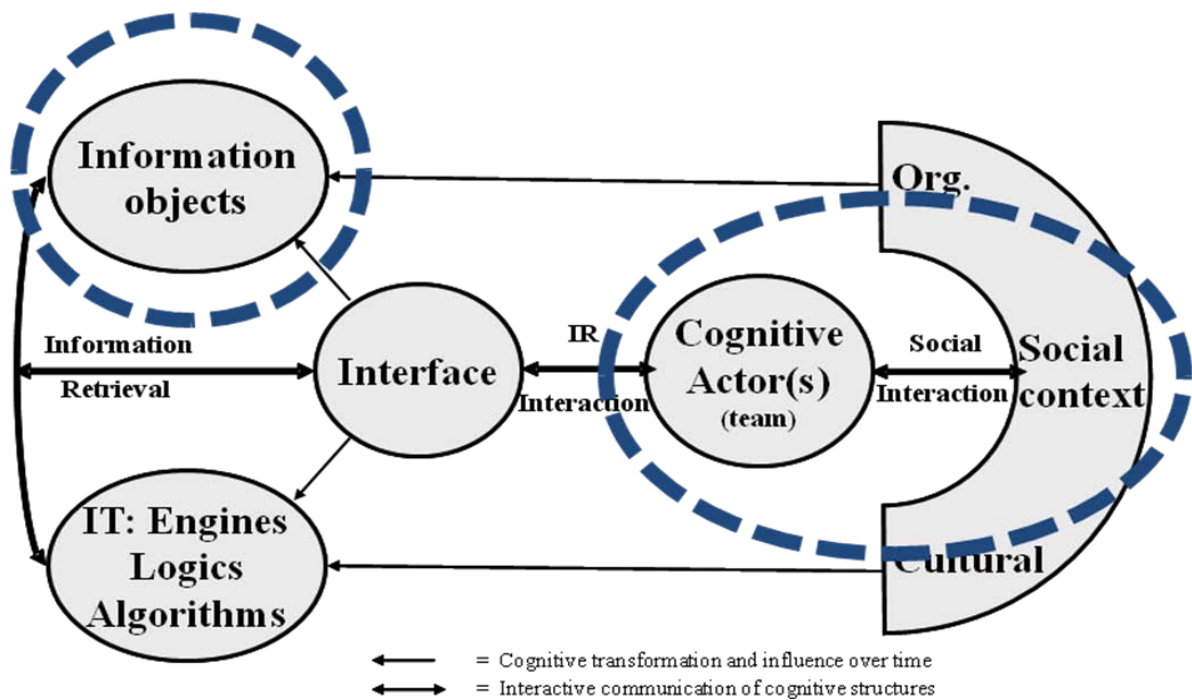 Information
objects
Org.
Information
Retrieval
Interface
IR
Interaction
Cognitive
Actor(s)
(team)
Social
Interaction
Social
context
IT: Engines
Logics
Algorithms
Cultural
= Cognitive transformation and influence over time
= Interactive communication of cognitive structures